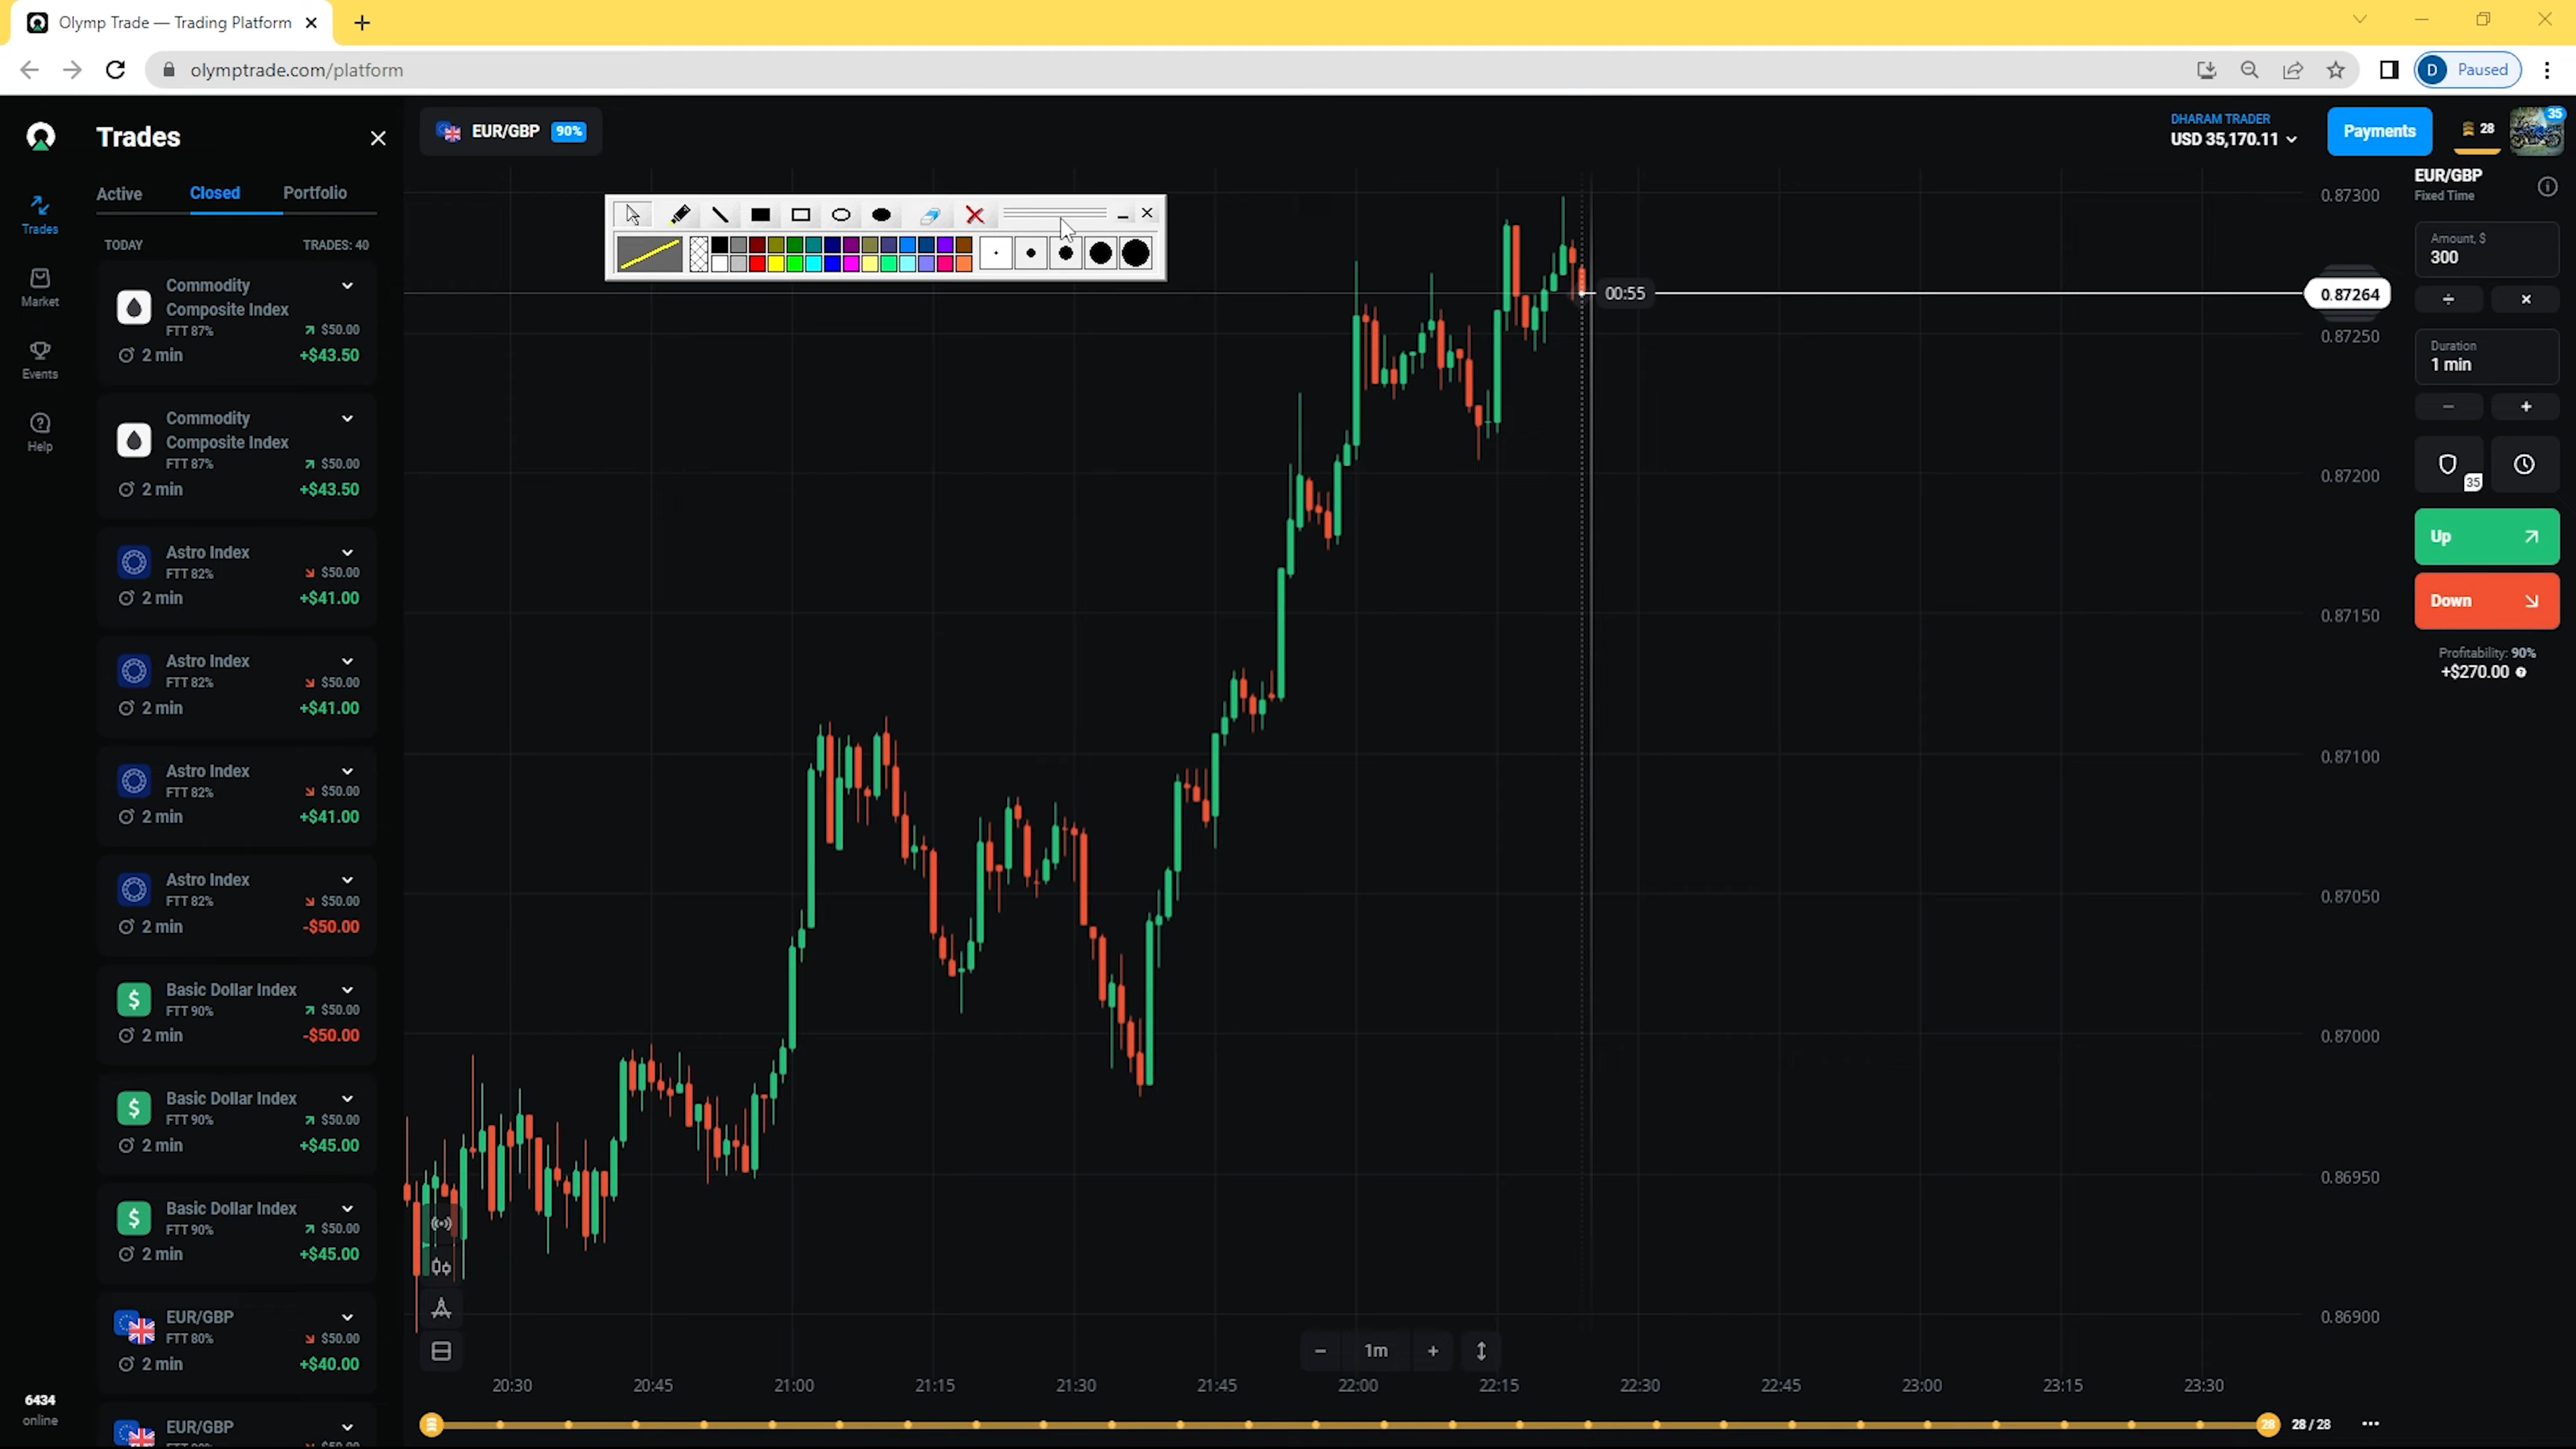 Olymp Trade — Trading Platform
olymptrade.com/platform
D Paused
Trades
Market
Events
Help
6434
online
Trades
Active Closed Portfolio
TODAY TRADES: 40
Commodity
Composite Index
FTT 87% $50.00
2 min +$43.50
Commodity
Composite Index
FTT 87% $50.00
2 min +$43.50
Astro Index
FTT 82% $50.00
2 min +$41.00
Astro Index
FTT 82% $50.00
2 min +$41.00
Astro Index
FTT 82% $50.00
2 min +$41.00
Astro Index
FTT 82% $50.00
2 min -$50.00
Basic Dollar Index
FTT 90% $50.00
2 min -$50.00
Basic Dollar Index
FTT 90% $50.00
2 min +$45.00
Basic Dollar Index
FTT 90% $50.00
2 min +$45.00
EUR/GBP
FTT 80% $50.00
2 min +$40.00
EUR/GBP
EUR/GBP 90%
00:55
1m
20:30 20:45 21:00 21:15 21:30 21:45 22:00 22:15 22:30 22:45 23:00 23:15 23:30
28 28 / 28
0.87300
0.87264
0.87250
0.87200
0.87150
0.87100
0.87050
0.87000
0.86950
0.86900
DHARAM TRADER
USD 35,170.11
Payments
28
35
EUR/GBP
Fixed Time
Amount, $
300
Duration
1 min
35
Up
Down
Profitability: 90%
+$270.00